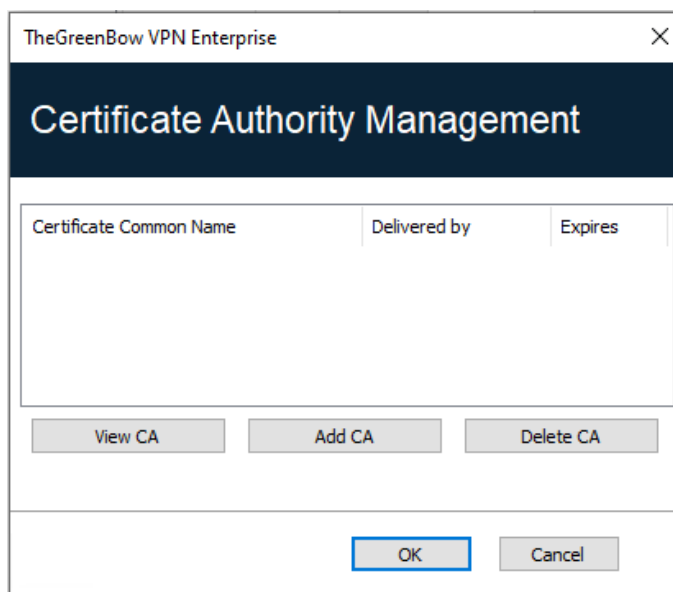 TheGreenBow VPN Enterprise
Certificate Authority Management
Certificate Common Name Delivered by Expires
View CA Add CA Delete CA
OK Cancel